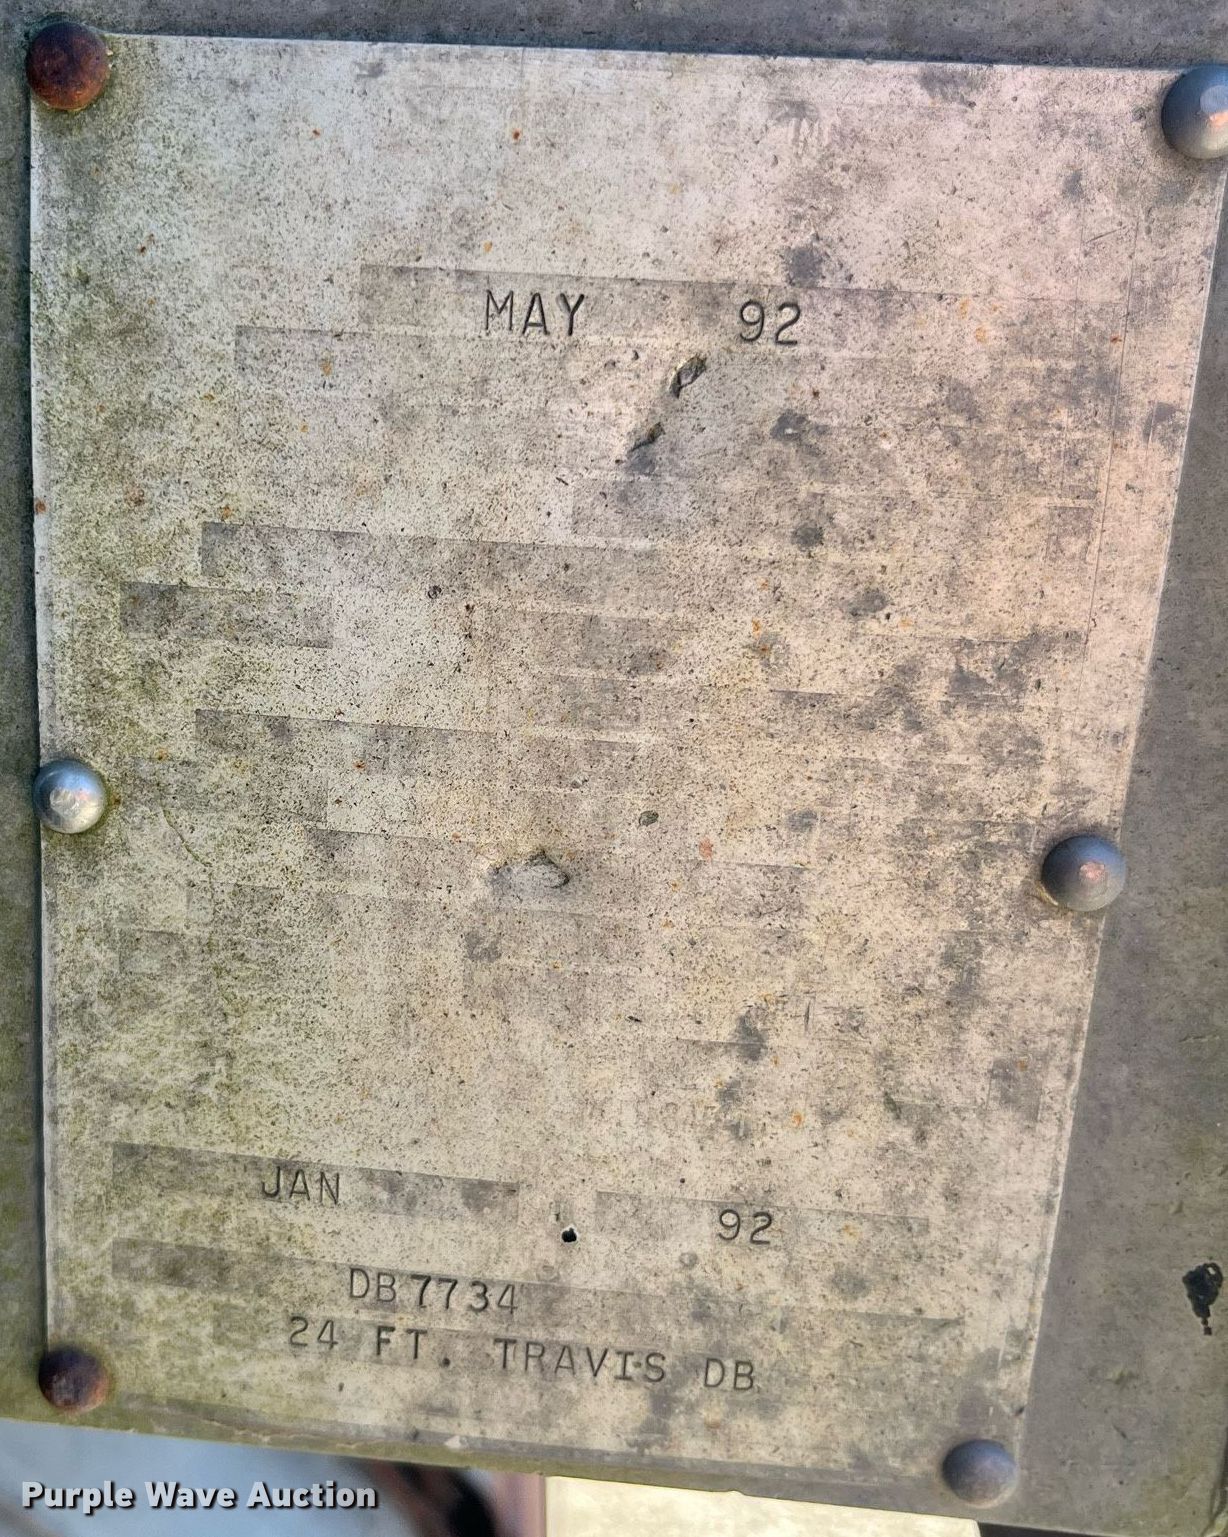 MAY 92
JAN 92
DB7734
24 FT. TRAVIS DB
Purple Wave Auction